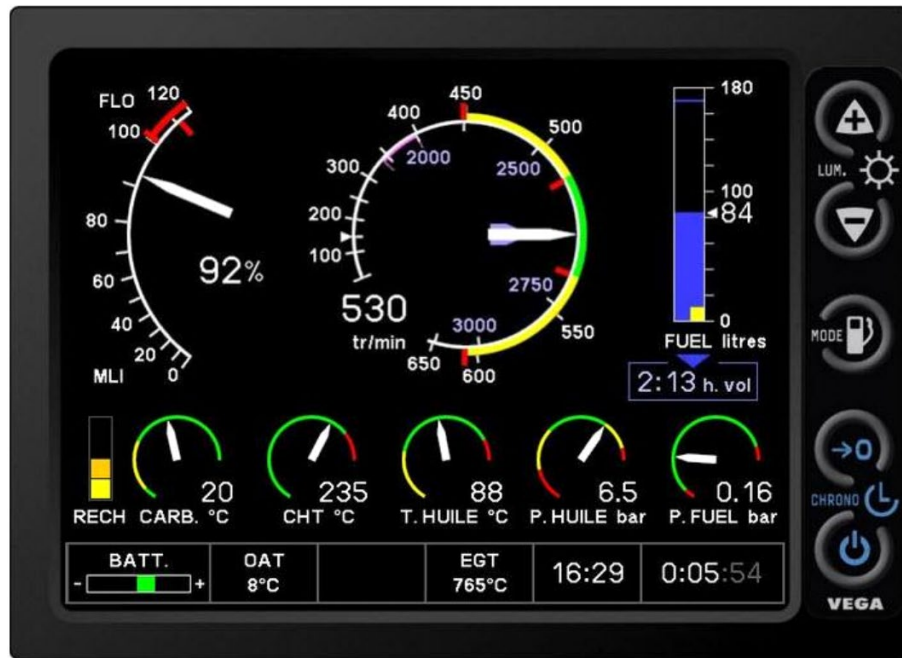 FLO 120
100
80
60
40
20
0
MLI
92%
450
400
500
300
2000
2500
200
100
530
tr/min
2750
3000
550
650
600
180
100
84
0
FUEL litres
2:13 h. vol
RECH
20
CARB. °C
235
CHT °C
88
T.HUILE °C
6.5
P.HUILE bar
0.16
P.FUEL bar
BATT.
- +
OAT
8°C
EGT
765°C
16:29
0:05:54
+
LUM.
−
MODE
→0
CHRONO
VEGA